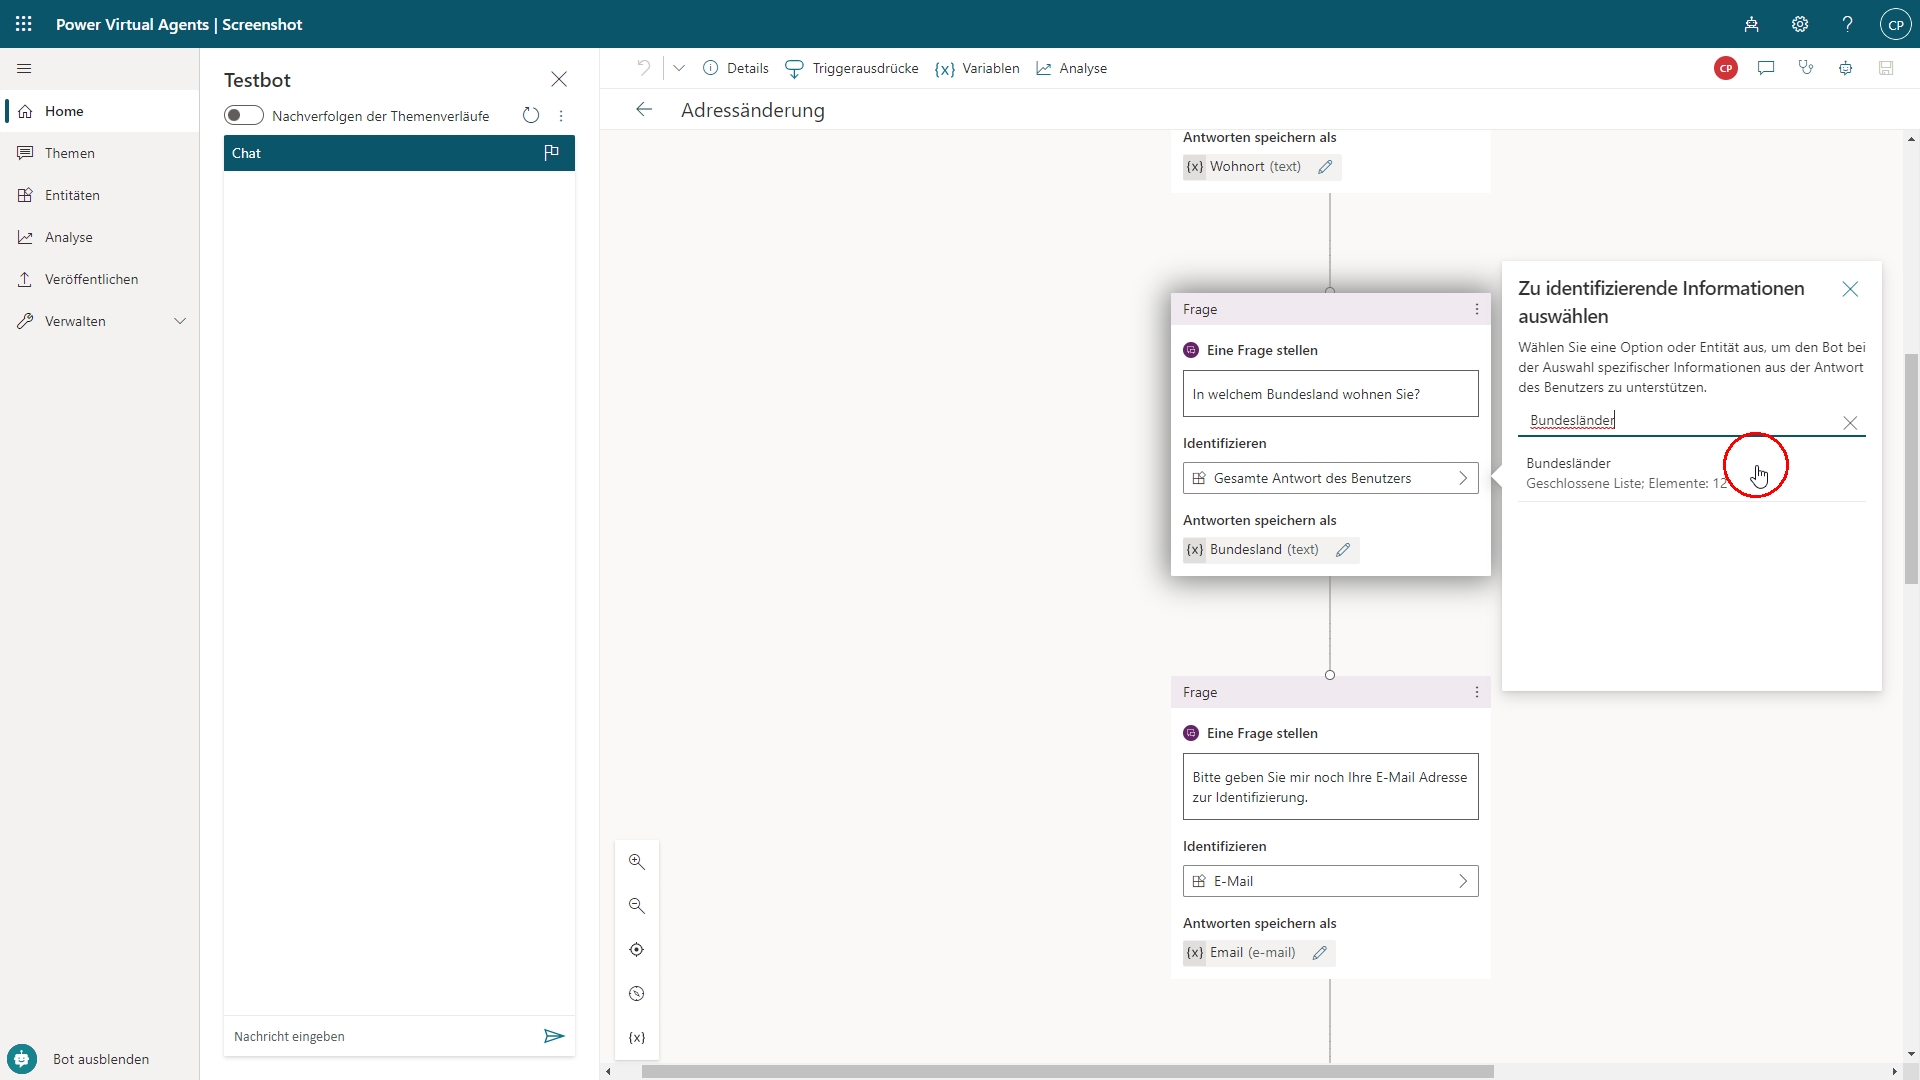 Power Virtual Agents | Screenshot
CP
Home
Themen
Entitäten
Analyse
Veröffentlichen
Verwalten
Bot ausblenden
Testbot
Nachverfolgen der Themenverläufe
Chat
Nachricht eingeben
Details
Triggerausdrücke
{x} Variablen
Analyse
CP
Adressänderung
Antworten speichern als
{x} Wohnort (text)
Frage
Eine Frage stellen
In welchem Bundesland wohnen Sie?
Identifizieren
Gesamte Antwort des Benutzers
Antworten speichern als
{x} Bundesland (text)
Frage
Eine Frage stellen
Bitte geben Sie mir noch Ihre E-Mail Adresse
zur Identifizierung.
Identifizieren
E-Mail
Antworten speichern als
{x} Email (e-mail)
{x}
Zu identifizierende Informationen
auswählen
Wählen Sie eine Option oder Entität aus, um den Bot bei
der Auswahl spezifischer Informationen aus der Antwort
des Benutzers zu unterstützen.
Bundesländer
Bundesländer
Geschlossene Liste; Elemente: 12